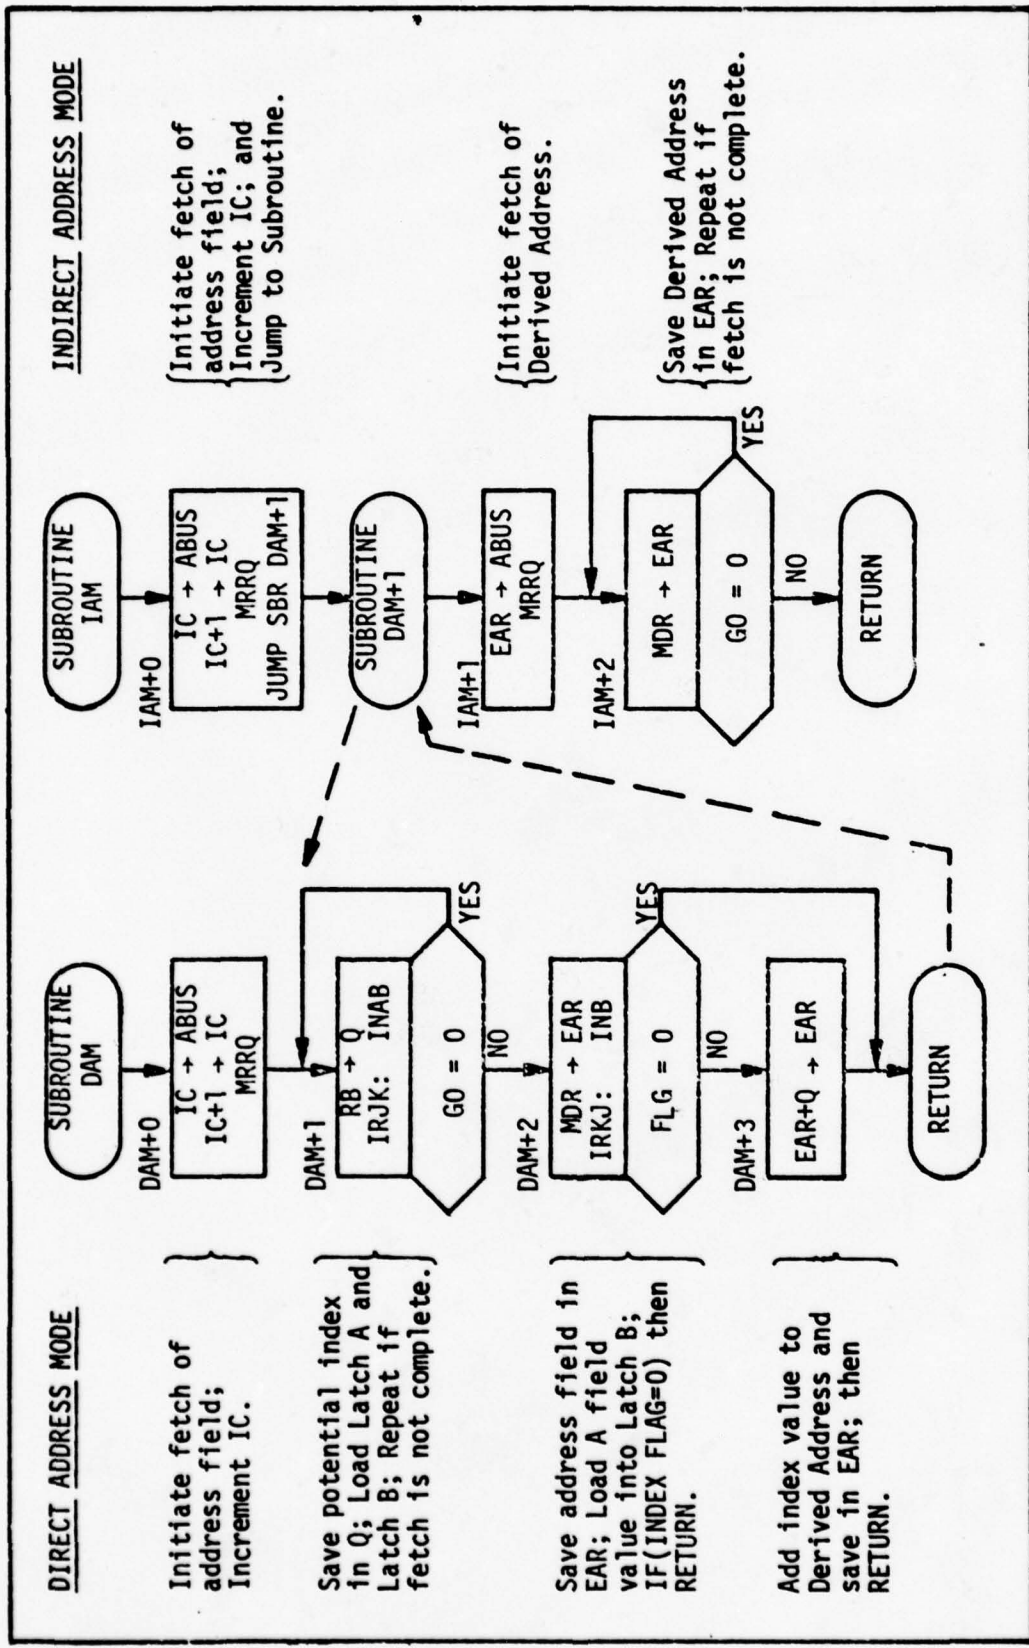 DIRECT ADDRESS MODE
Initiate fetch of
address field;
Increment IC.
Save potential index
in Q; Load Latch A and
Latch B; Repeat if
fetch is not complete.
Save address field in
EAR; Load A field
value into Latch B;
IF(INDEX FLAG=0) then
RETURN.
Add index value to
Derived Address and
save in EAR; then
RETURN.
SUBROUTINE
DAM
DAM+0
IC → ABUS
IC+1 → IC
MRRQ
DAM+1
RB → Q
IRJK: INAB
GO = 0
YES
NO
DAM+2
MDR → EAR
IRKJ: INB
FLG = 0
YES
NO
DAM+3
EAR+Q → EAR
RETURN
SUBROUTINE
IAM
IAM+0
IC → ABUS
IC+1 → IC
MRRQ
JUMP SBR DAM+1
SUBROUTINE
DAM+1
IAM+1
EAR → ABUS
MRRQ
IAM+2
MDR → EAR
GO = 0
YES
NO
RETURN
INDIRECT ADDRESS MODE
Initiate fetch of
address field;
Increment IC; and
Jump to Subroutine.
Initiate fetch of
Derived Address.
Save Derived Address
in EAR; Repeat if
fetch is not complete.